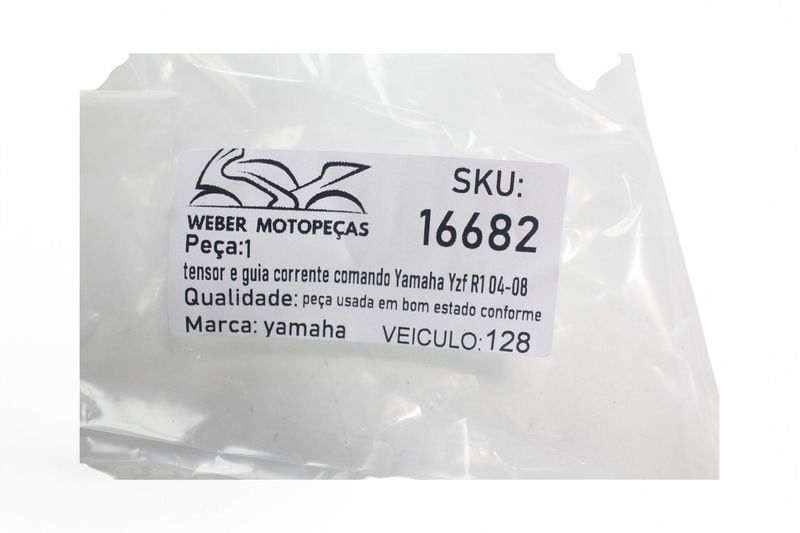 WEBER MOTOPEÇAS
SKU:
16682
Peça:1
tensor e guia corrente comando Yamaha Yzf R1 04-08
Qualidade: peça usada em bom estado conforme
Marca: yamaha
VEICULO: 128